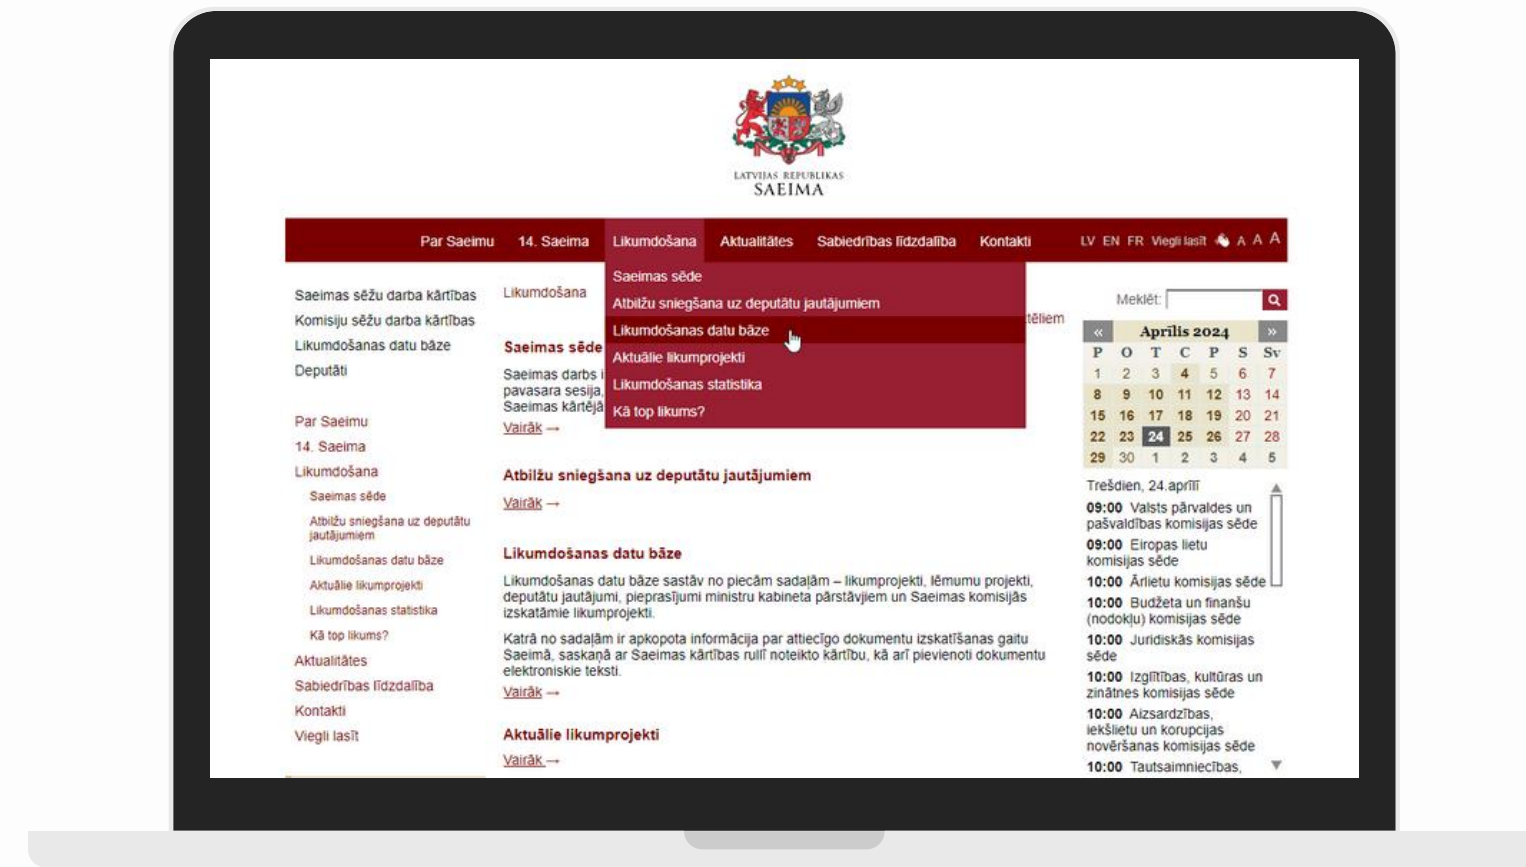 LATVIJAS REPUBLIKAS
SAEIMA
Par Saeimu 14. Saeima Likumdošana Aktualitātes Sabiedrības līdzdalība Kontakti LV EN FR Viegli lasīt A A A
Saeimas sēde
Atbilžu sniegšana uz deputātu jautājumiem
Likumdošanas datu bāze
Aktuālie likumprojekti
Likumdošanas statistika
Kā top likums?
Saeimas sēžu darba kārtības
Komisiju sēžu darba kārtības
Likumdošanas datu bāze
Deputāti
Par Saeimu
14. Saeima
Likumdošana
Saeimas sēde
Atbilžu sniegšana uz deputātu
jautājumiem
Likumdošanas datu bāze
Aktuālie likumprojekti
Likumdošanas statistika
Kā top likums?
Aktualitātes
Sabiedrības līdzdalība
Kontakti
Viegli lasīt
Likumdošana
Saeimas sēde
Saeimas darbs
pavasara sesija,
Saeimas kārtējā
Vairāk →
Atbilžu sniegšana uz deputātu jautājumiem
Vairāk →
Likumdošanas datu bāze
Likumdošanas datu bāze sastāv no piecām sadaļām – likumprojekti, lēmumu projekti,
deputātu jautājumi, pieprasījumi ministru kabineta pārstāvjiem un Saeimas komisijās
izskatāmie likumprojekti.
Katrā no sadaļām ir apkopota informācija par attiecīgo dokumentu izskatīšanas gaitu
Saeimā, saskaņā ar Saeimas kārtības rullī noteikto kārtību, kā arī pievienoti dokumentu
elektroniskie teksti.
Vairāk →
Aktuālie likumprojekti
Vairāk →
Meklēt:
« Aprīlis 2024 »
P O T C P S Sv
1 2 3 4 5 6 7
8 9 10 11 12 13 14
15 16 17 18 19 20 21
22 23 24 25 26 27 28
29 30 1 2 3 4 5
Trešdien, 24.aprīlī
09:00 Valsts pārvaldes un
pašvaldības komisijas sēde
09:00 Eiropas lietu
komisijas sēde
10:00 Ārlietu komisijas sēde
10:00 Budžeta un finanšu
(nodokļu) komisijas sēde
10:00 Juridiskās komisijas
sēde
10:00 Izglītības, kultūras un
zinātnes komisijas sēde
10:00 Aizsardzības,
iekšlietu un korupcijas
novēršanas komisijas sēde
10:00 Tautsaimniecības,